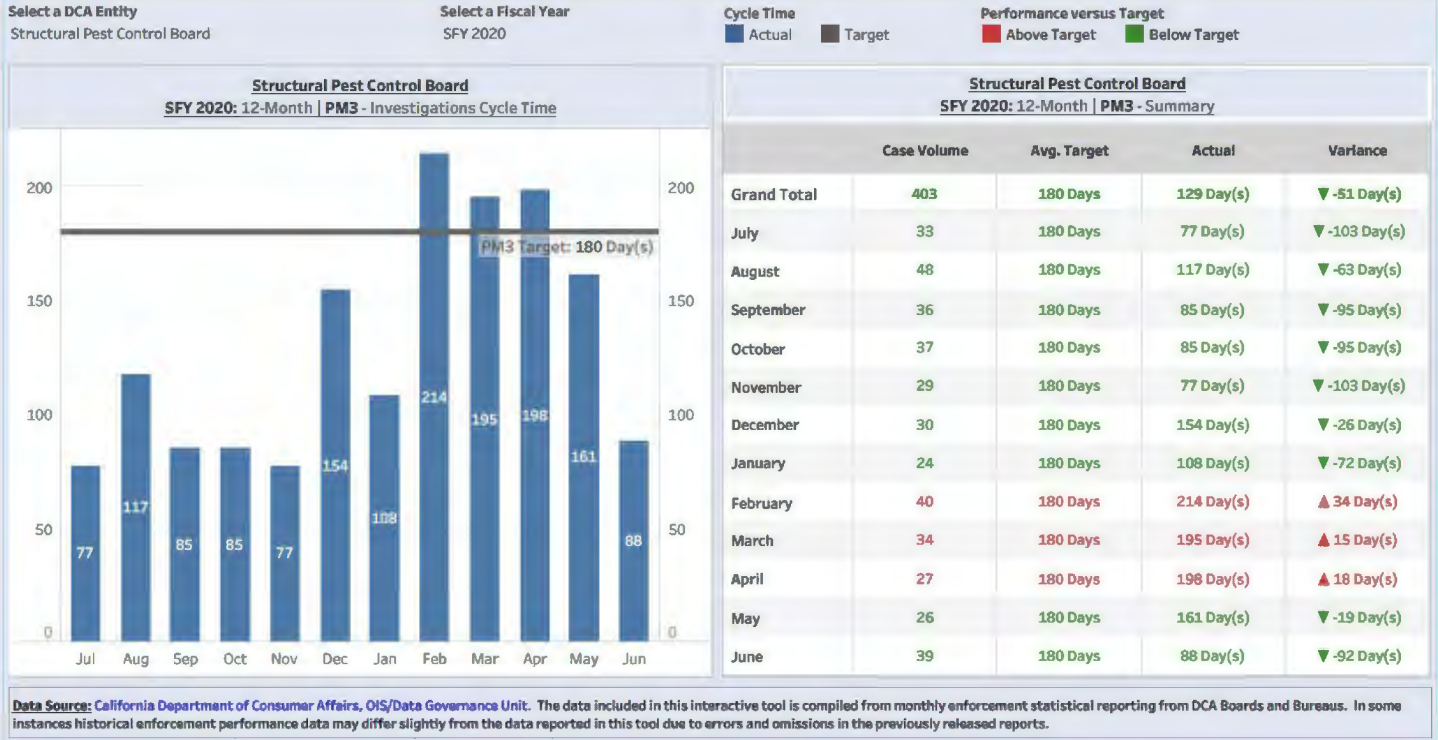 Select a DCA Entity
Structural Pest Control Board
Select a Fiscal Year
SFY 2020
Cycle Time
Actual Target
Performance versus Target
Above Target Below Target
Structural Pest Control Board
SFY 2020: 12-Month | PM3 - Investigations Cycle Time
200 200
150 150
100 100
50 50
0 0
PM3 Target: 180 Day(s)
77 117 85 85 77 154 108 214 195 198 161 88
Jul Aug Sep Oct Nov Dec Jan Feb Mar Apr May Jun
Structural Pest Control Board
SFY 2020: 12-Month | PM3 - Summary
Case Volume Avg. Target Actual Variance
Grand Total 403 180 Days 129 Day(s) ▼ -51 Day(s)
July 33 180 Days 77 Day(s) ▼ -103 Day(s)
August 48 180 Days 117 Day(s) ▼ -63 Day(s)
September 36 180 Days 85 Day(s) ▼ -95 Day(s)
October 37 180 Days 85 Day(s) ▼ -95 Day(s)
November 29 180 Days 77 Day(s) ▼ -103 Day(s)
December 30 180 Days 154 Day(s) ▼ -26 Day(s)
January 24 180 Days 108 Day(s) ▼ -72 Day(s)
February 40 180 Days 214 Day(s) ▲ 34 Day(s)
March 34 180 Days 195 Day(s) ▲ 15 Day(s)
April 27 180 Days 198 Day(s) ▲ 18 Day(s)
May 26 180 Days 161 Day(s) ▼ -19 Day(s)
June 39 180 Days 88 Day(s) ▼ -92 Day(s)
Data Source: California Department of Consumer Affairs, OIS/Data Governance Unit. The data included in this interactive tool is compiled from monthly enforcement statistical reporting from DCA Boards and Bureaus. In some
instances historical enforcement performance data may differ slightly from the data reported in this tool due to errors and omissions in the previously released reports.